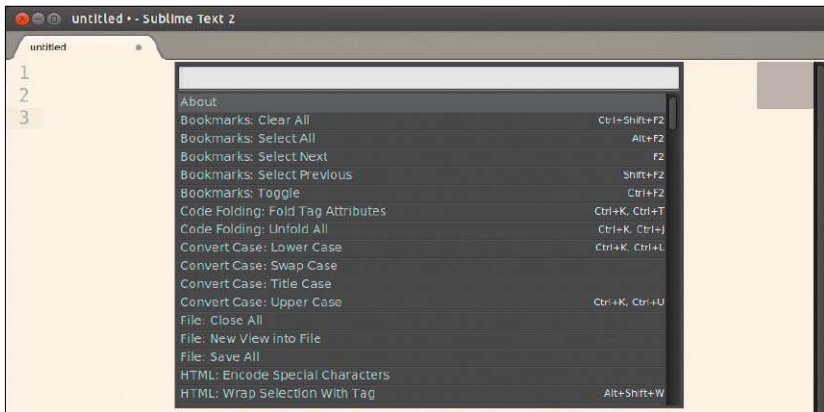 untitled • - Sublime Text 2
untitled
1
2
3
About
Bookmarks: Clear All Ctrl+Shift+F2
Bookmarks: Select All Alt+F2
Bookmarks: Select Next F2
Bookmarks: Select Previous Shift+F2
Bookmarks: Toggle Ctrl+F2
Code Folding: Fold Tag Attributes Ctrl+K, Ctrl+T
Code Folding: Unfold All Ctrl+K, Ctrl+J
Convert Case: Lower Case Ctrl+K, Ctrl+L
Convert Case: Swap Case
Convert Case: Title Case
Convert Case: Upper Case Ctrl+K, Ctrl+U
File: Close All
File: New View into File
File: Save All
HTML: Encode Special Characters
HTML: Wrap Selection With Tag Alt+Shift+W